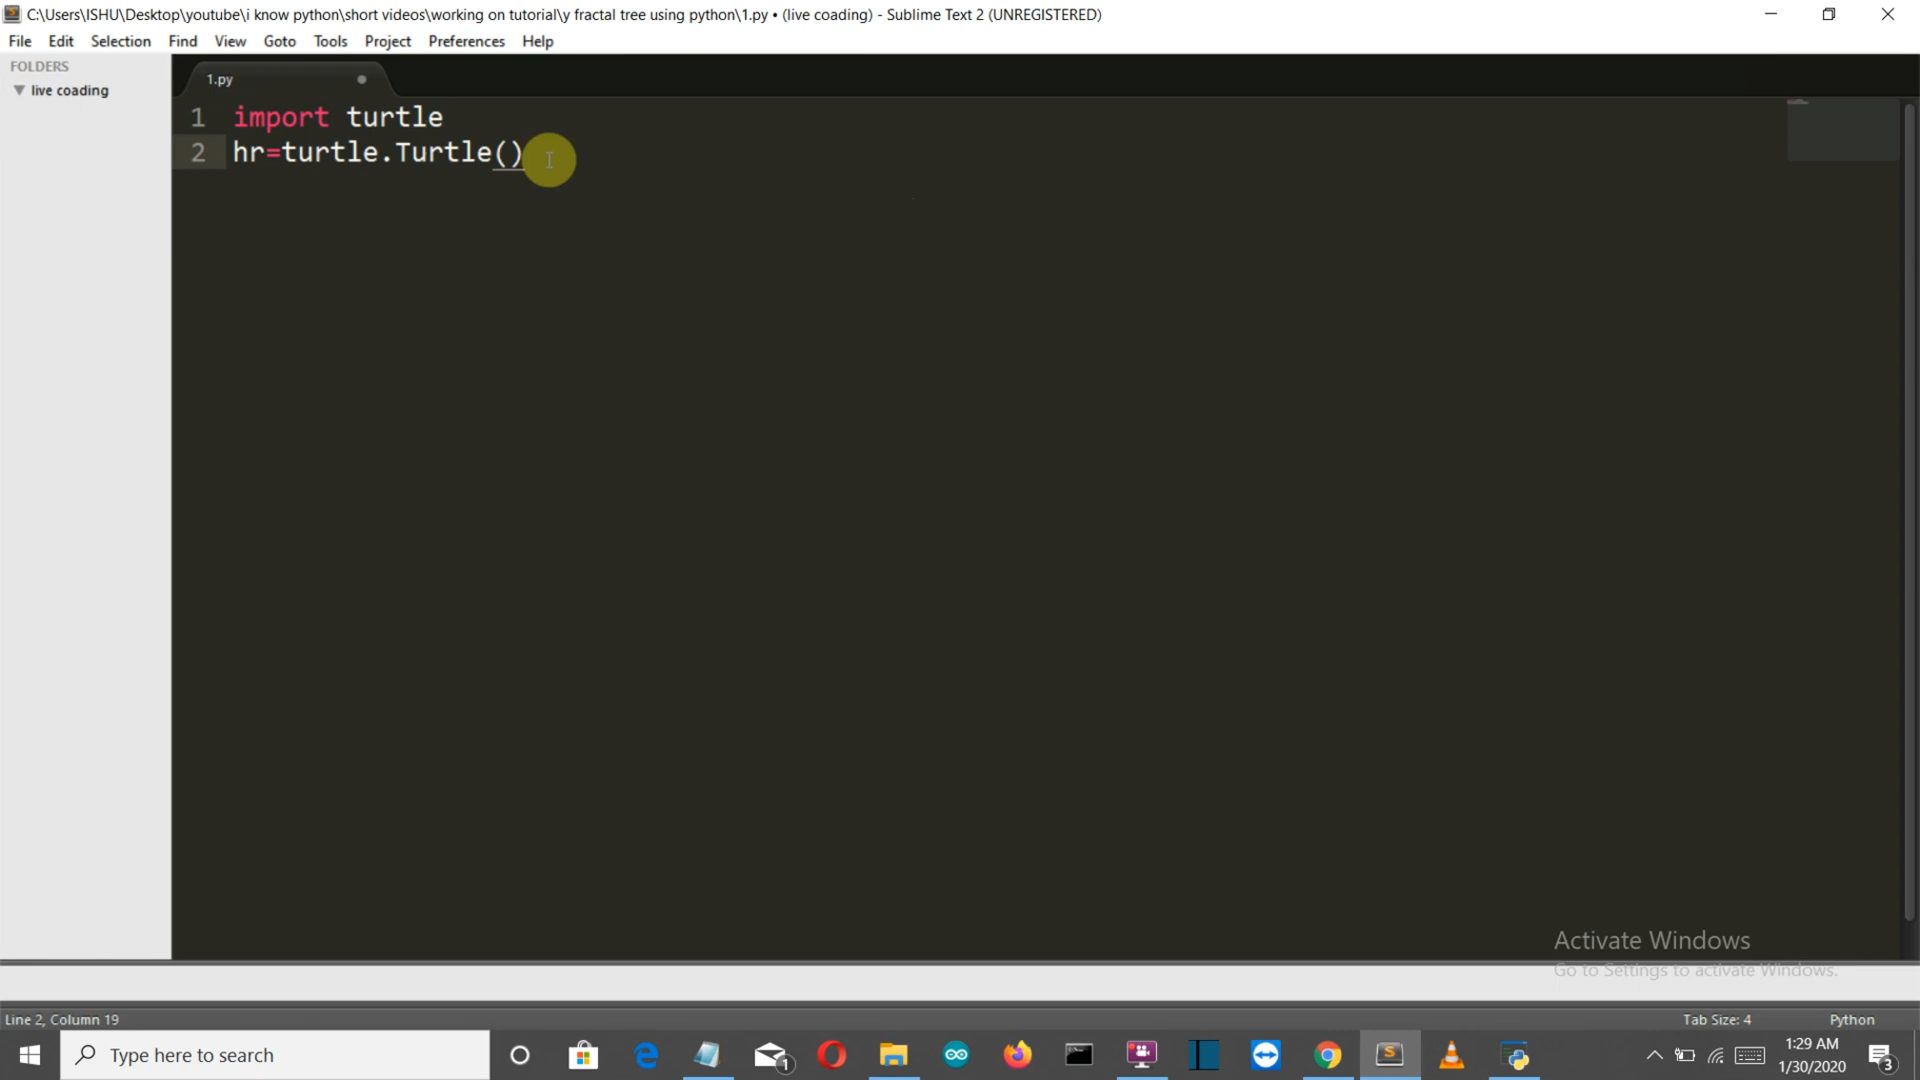 C:\Users\ISHU\Desktop\youtube\i know python\short videos\working on tutorial\y fractal tree using python\1.py • (live coading) - Sublime Text 2 (UNREGISTERED)
File Edit Selection Find View Goto Tools Project Preferences Help
FOLDERS
live coading
1.py
1 import turtle
2 hr=turtle.Turtle()
Activate Windows
Go to Settings to activate Windows.
Line 2, Column 19
Tab Size: 4
Python
Type here to search
1
1:29 AM
1/30/2020
3